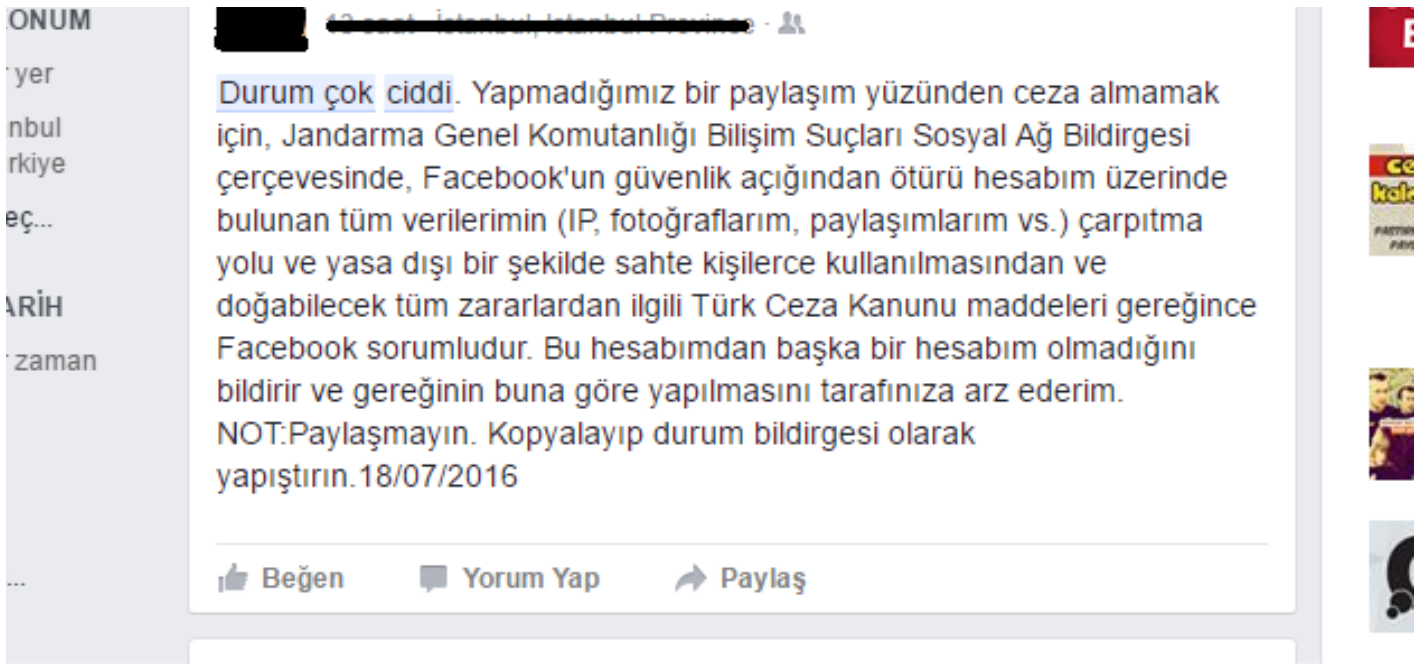 ONUM
yer
nbul
rkiye
eç...
ARİH
zaman
...
Durum çok ciddi. Yapmadığımız bir paylaşım yüzünden ceza almamak
için, Jandarma Genel Komutanlığı Bilişim Suçları Sosyal Ağ Bildirgesi
çerçevesinde, Facebook'un güvenlik açığından ötürü hesabım üzerinde
bulunan tüm verilerimin (IP, fotoğraflarım, paylaşımlarım vs.) çarpıtma
yolu ve yasa dışı bir şekilde sahte kişilerce kullanılmasından ve
doğabilecek tüm zararlardan ilgili Türk Ceza Kanunu maddeleri gereğince
Facebook sorumludur. Bu hesabımdan başka bir hesabım olmadığını
bildirir ve gereğinin buna göre yapılmasını tarafınıza arz ederim.
NOT:Paylaşmayın. Kopyalayıp durum bildirgesi olarak
yapıştırın.18/07/2016
Beğen Yorum Yap Paylaş